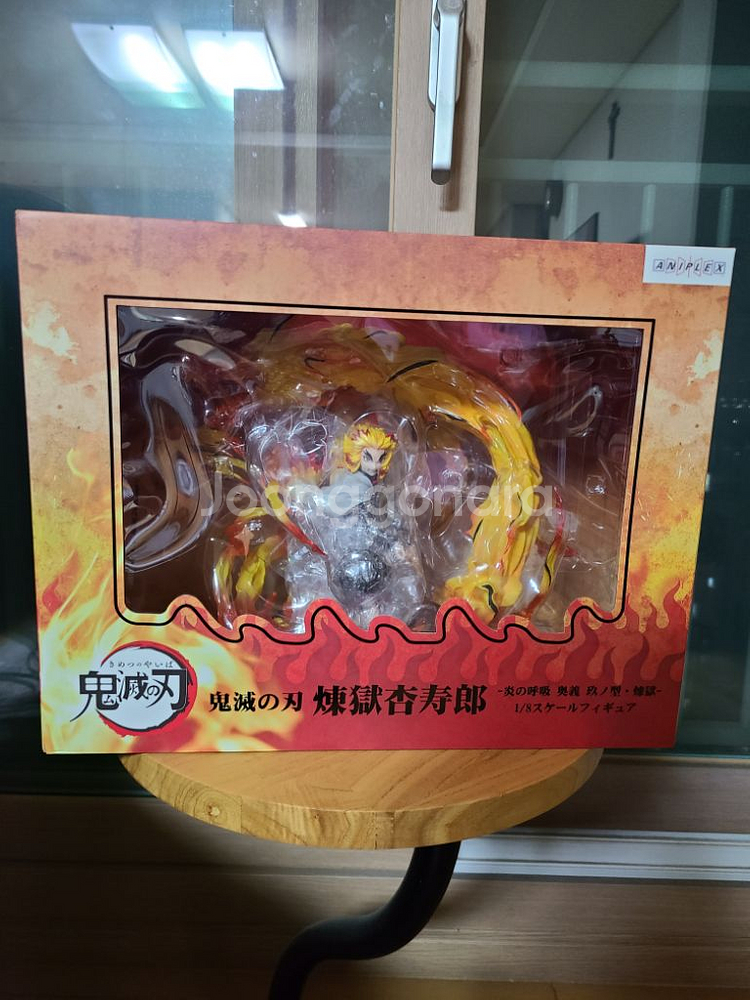 ANIPLEX
Joonggonara
きめつのやいば
鬼滅の刃
鬼滅の刃 煉獄杏寿郎
-炎の呼吸 奥義 玖ノ型・煉獄-
1/8スケールフィギュア